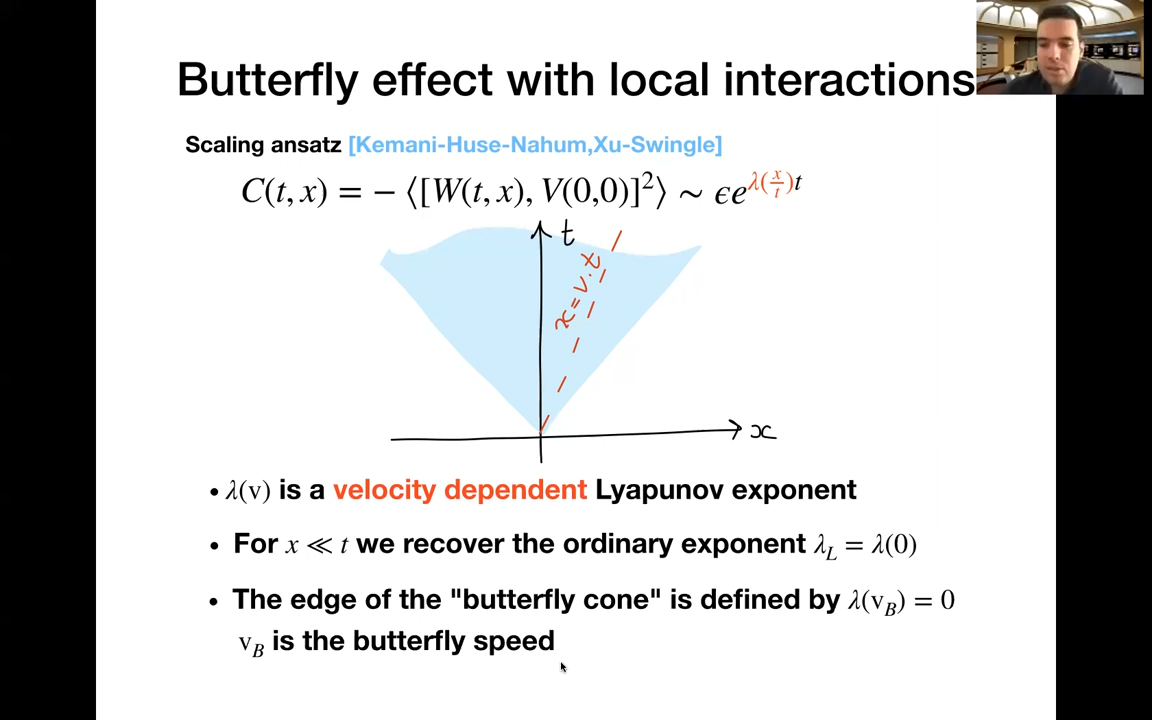 Butterfly effect with local interactions
Scaling ansatz [Kemani-Huse-Nahum,Xu-Swingle]
C(t, x) = − ⟨[W(t, x), V(0,0)]²⟩ ∼ ϵe^{λ(x/t)t}
t
x = v·t
x
• λ(v) is a velocity dependent Lyapunov exponent
• For x ≪ t we recover the ordinary exponent λ_L = λ(0)
• The edge of the "butterfly cone" is defined by λ(v_B) = 0
v_B is the butterfly speed